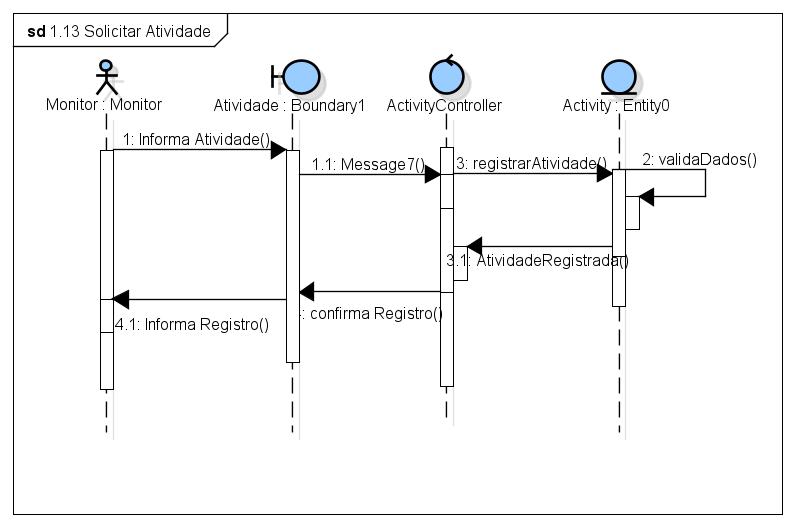 sd 1.13 Solicitar Atividade
Monitor : Monitor
Atividade : Boundary1
ActivityController
Activity : Entity0
1: Informa Atividade()
1.1: Message7()
3: registrarAtividade()
2: validaDados()
3.1: AtividadeRegistrada()
: confirma Registro()
4.1: Informa Registro()